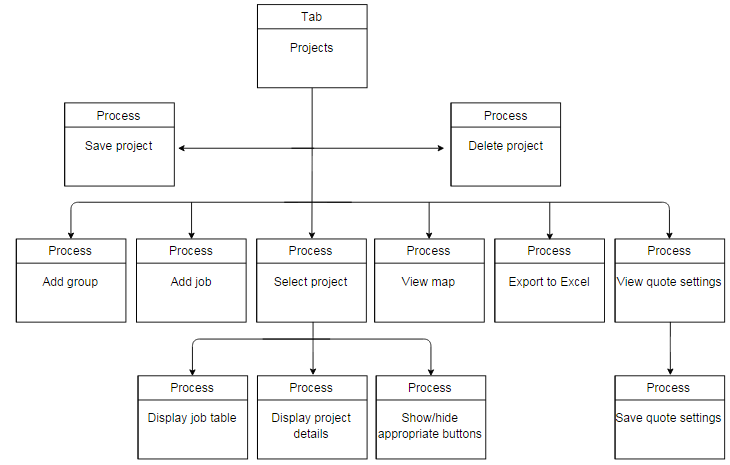 Tab
Projects
Process
Save project
Process
Delete project
Process
Add group
Process
Add job
Process
Select project
Process
View map
Process
Export to Excel
Process
View quote settings
Process
Display job table
Process
Display project
details
Process
Show/hide
appropriate buttons
Process
Save quote settings